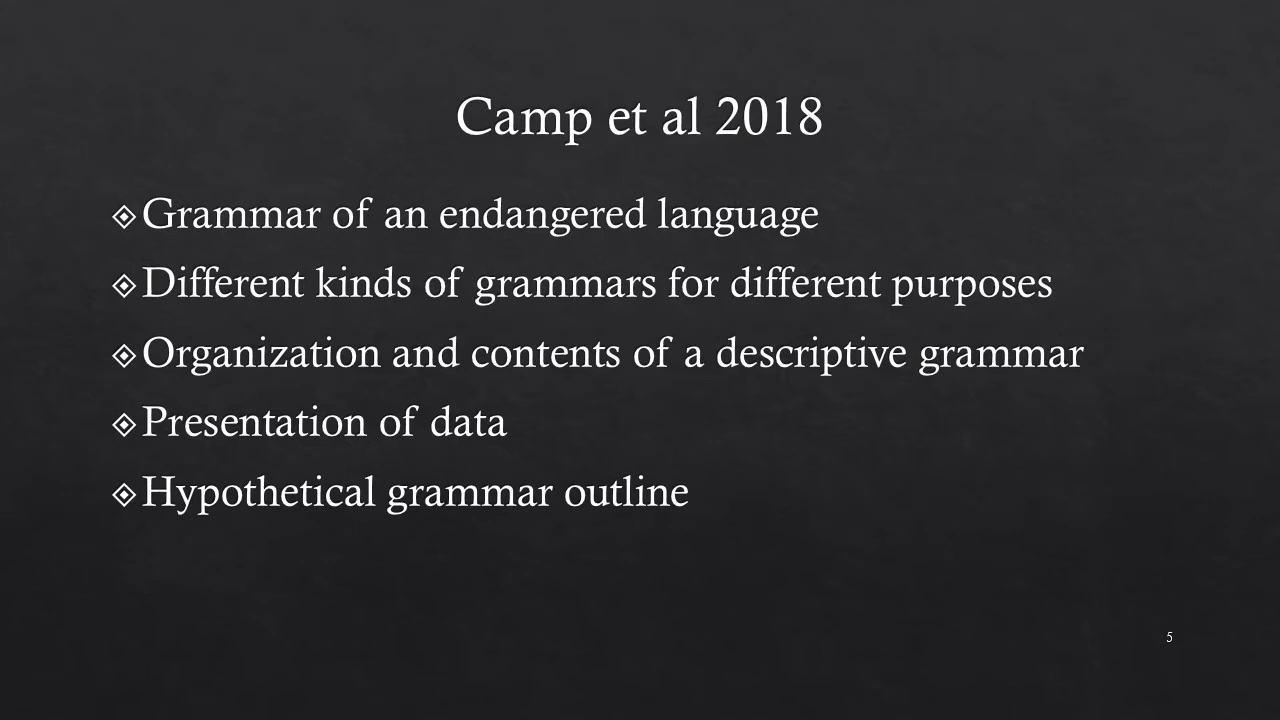 Camp et al 2018
Grammar of an endangered language
Different kinds of grammars for different purposes
Organization and contents of a descriptive grammar
Presentation of data
Hypothetical grammar outline
5